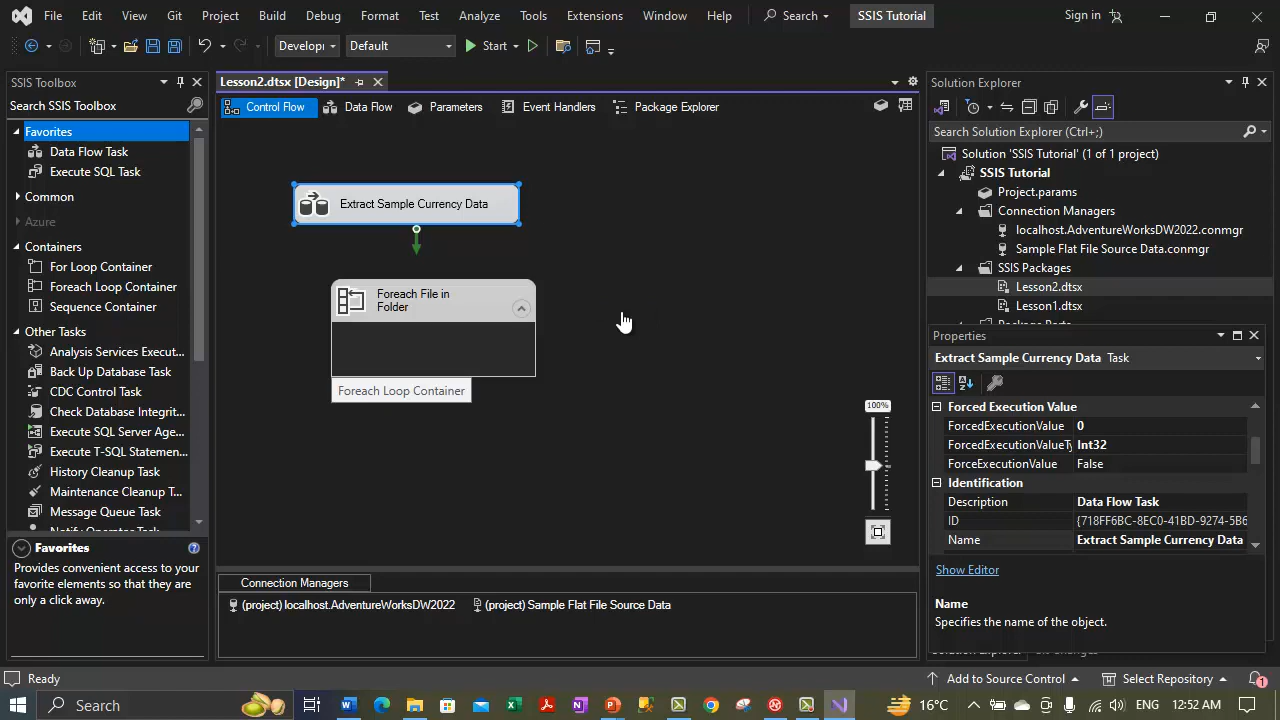 File Edit View Git Project Build Debug Format Test Analyze Tools Extensions Window Help Search SSIS Tutorial Sign in
Developi Default Start
SSIS Toolbox
Search SSIS Toolbox
Favorites
Data Flow Task
Execute SQL Task
Common
Azure
Containers
For Loop Container
Foreach Loop Container
Sequence Container
Other Tasks
Analysis Services Execut...
Back Up Database Task
CDC Control Task
Check Database Integrit...
Execute SQL Server Age...
Execute T-SQL Statemen...
History Cleanup Task
Maintenance Cleanup T...
Message Queue Task
Notify Operator Task
Favorites
Provides convenient access to your
favorite elements so that they are
only a click away.
Lesson2.dtsx [Design]*
Control Flow Data Flow Parameters Event Handlers Package Explorer
Extract Sample Currency Data
Foreach File in
Folder
Foreach Loop Container
100%
Connection Managers
(project) localhost.AdventureWorksDW2022 (project) Sample Flat File Source Data
Solution Explorer
Search Solution Explorer (Ctrl+;)
Solution 'SSIS Tutorial' (1 of 1 project)
SSIS Tutorial
Project.params
Connection Managers
localhost.AdventureWorksDW2022.conmgr
Sample Flat File Source Data.conmgr
SSIS Packages
Lesson2.dtsx
Lesson1.dtsx
Properties
Extract Sample Currency Data Task
Forced Execution Value
ForcedExecutionValue 0
ForcedExecutionValueTy Int32
ForceExecutionValue False
Identification
Description Data Flow Task
ID {718FF6BC-8EC0-41BD-9274-5B6
Name Extract Sample Currency Data
Show Editor
Name
Specifies the name of the object.
Solution Explorer Git Changes
Ready Add to Source Control Select Repository 1
Search 16°C ENG 12:52 AM